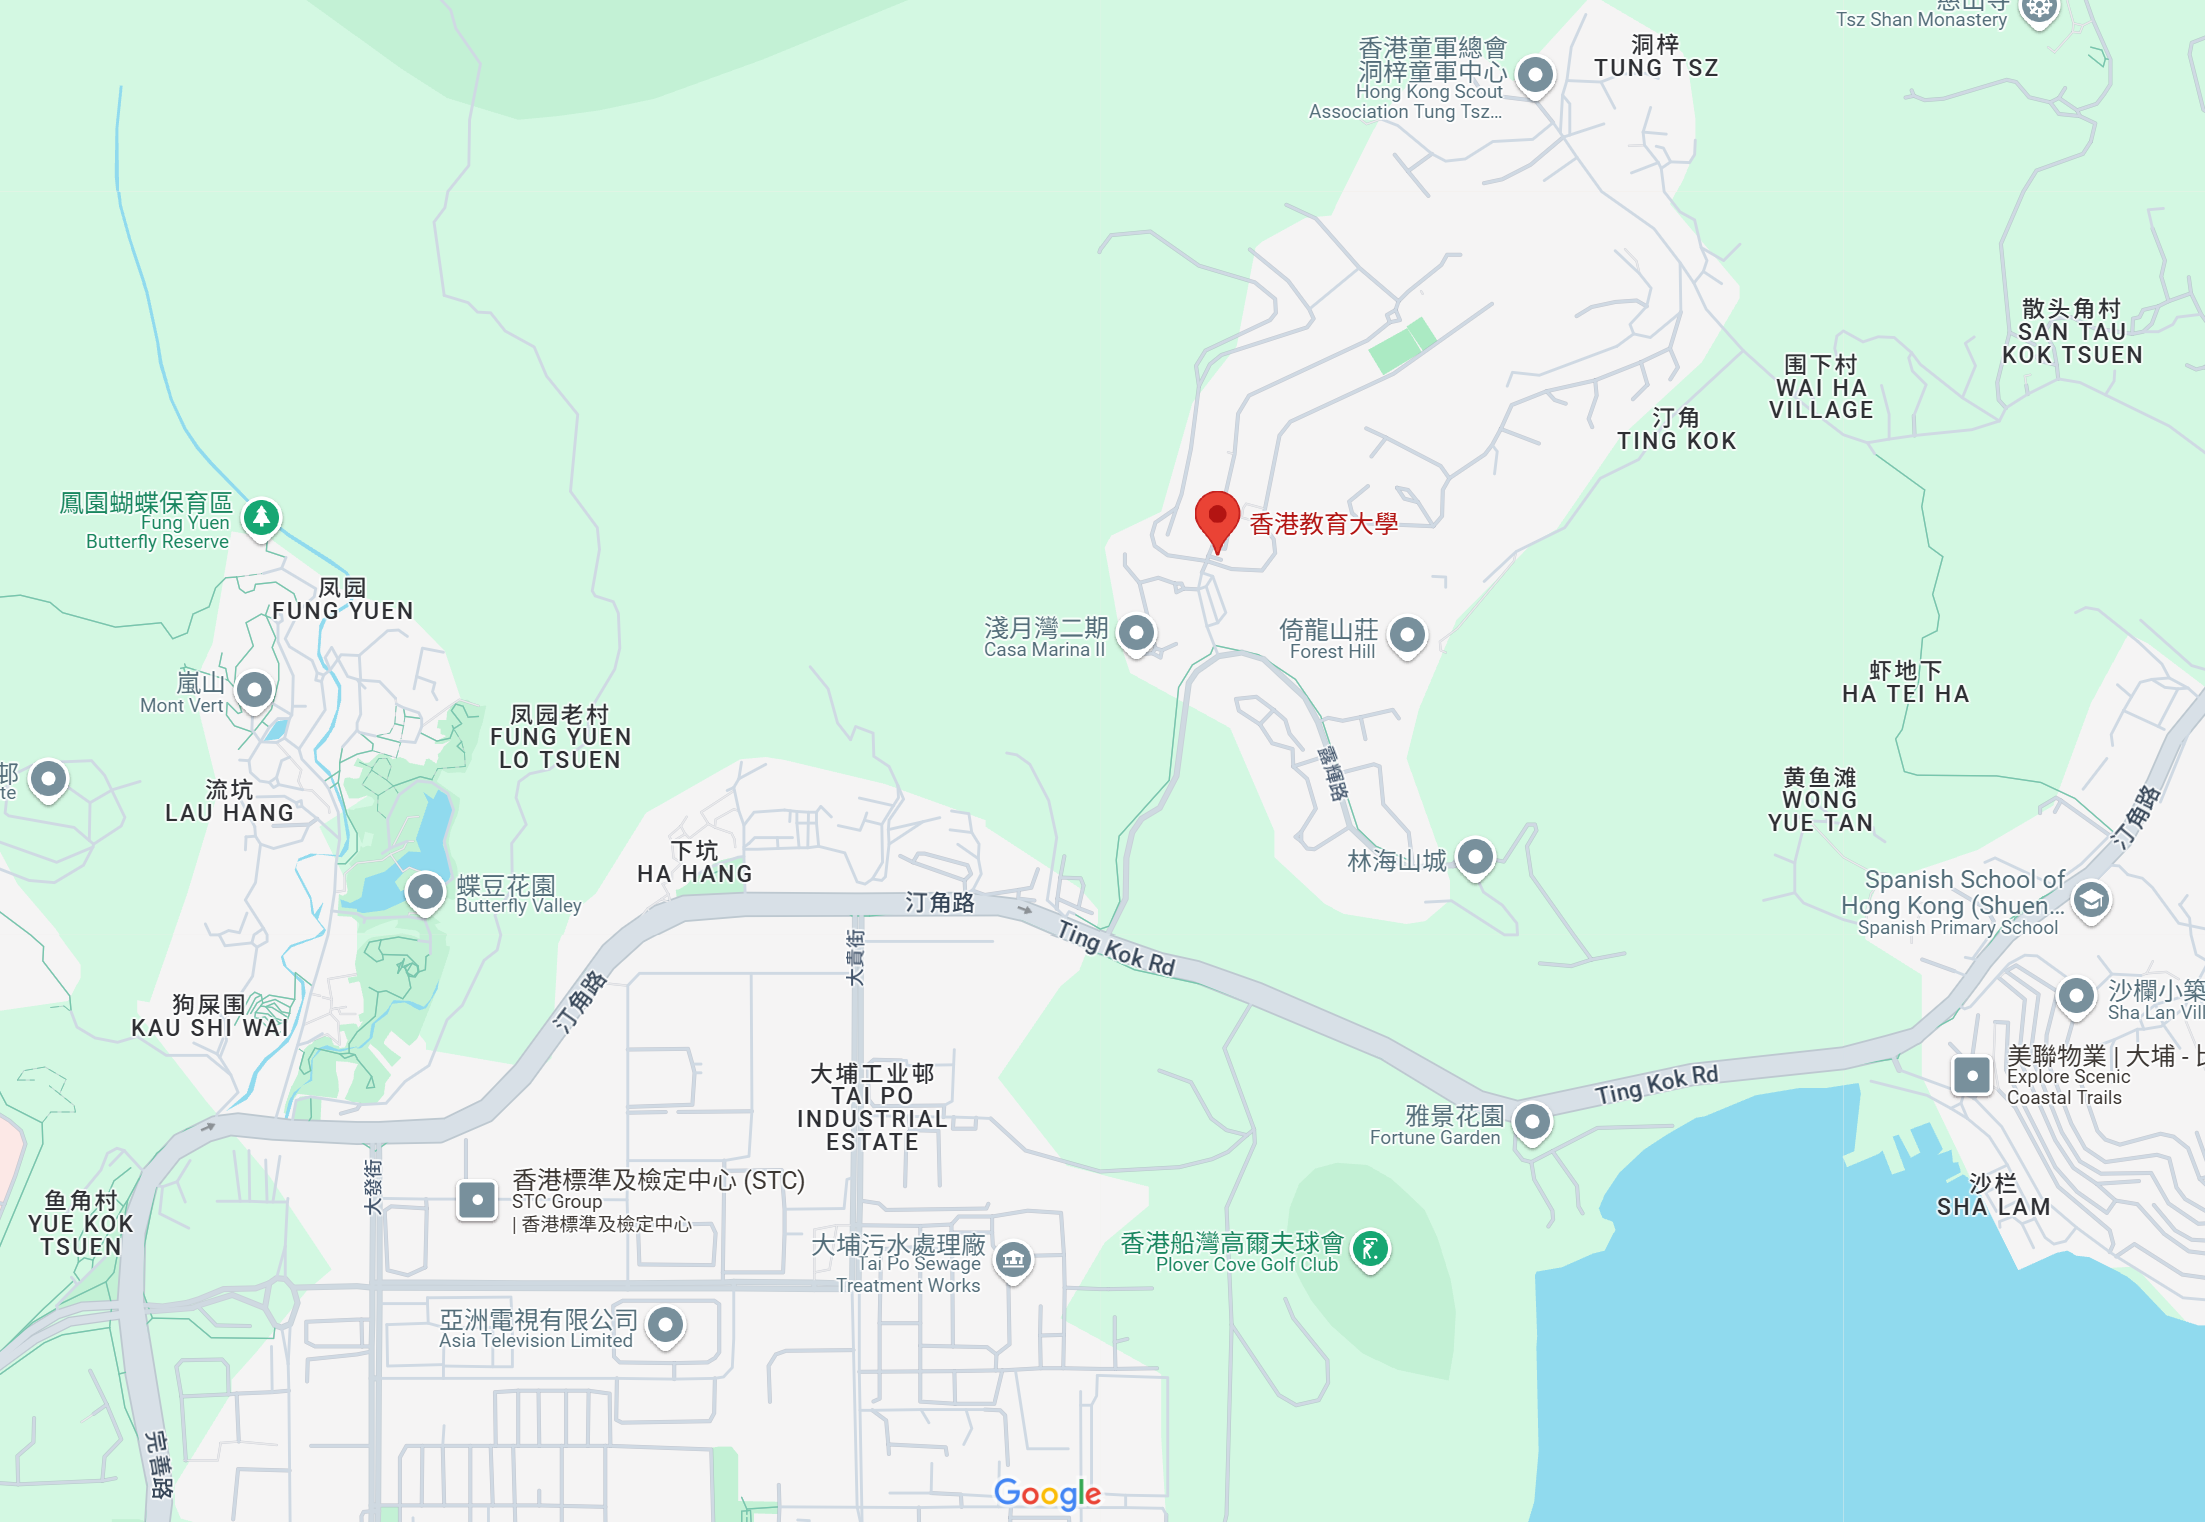 慈山寺
Tsz Shan Monastery
香港童軍總會
洞梓童軍中心
Hong Kong Scout
Association Tung Tsz...
洞梓
TUNG TSZ
散头角村
SAN TAU
KOK TSUEN
围下村
WAI HA
VILLAGE
汀角
TING KOK
鳳園蝴蝶保育區
Fung Yuen
Butterfly Reserve
香港教育大學
凤园
FUNG YUEN
淺月灣二期
Casa Marina II
倚龍山莊
Forest Hill
嵐山
Mont Vert
虾地下
HA TEI HA
凤园老村
FUNG YUEN
LO TSUEN
露輝路
邨
te
流坑
LAU HANG
黄鱼滩
WONG
YUE TAN
汀角路
下坑
HA HANG
林海山城
蝶豆花園
Butterfly Valley
汀角路
Spanish School of
Hong Kong (Shuen...
Spanish Primary School
Ting Kok Rd
大貴街
汀角路
狗屎围
KAU SHI WAI
沙欄小築
Sha Lan Vill
大埔工业邨
TAI PO
INDUSTRIAL
ESTATE
Ting Kok Rd
美聯物業 | 大埔 - 比
Explore Scenic
Coastal Trails
雅景花園
Fortune Garden
大發街
香港標準及檢定中心 (STC)
STC Group
| 香港標準及檢定中心
鱼角村
YUE KOK
TSUEN
沙栏
SHA LAM
大埔污水處理廠
Tai Po Sewage
Treatment Works
香港船灣高爾夫球會
Plover Cove Golf Club
亞洲電視有限公司
Asia Television Limited
完善路
Google